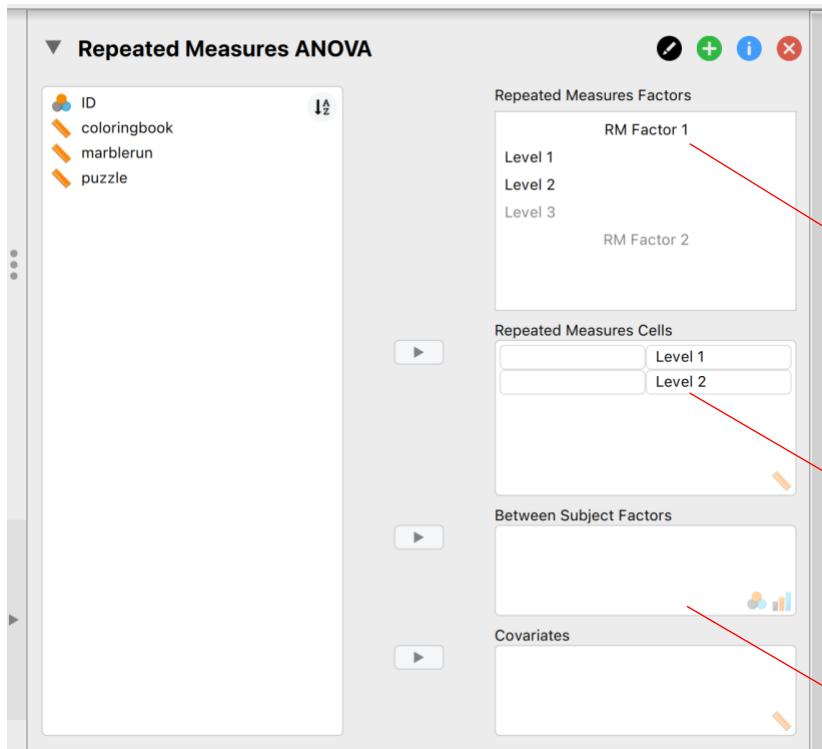 Repeated Measures ANOVA
ID
coloringbook
marblerun
puzzle
Repeated Measures Factors
RM Factor 1
Level 1
Level 2
Level 3
RM Factor 2
Repeated Measures Cells
Level 1
Level 2
Between Subject Factors
Covariates